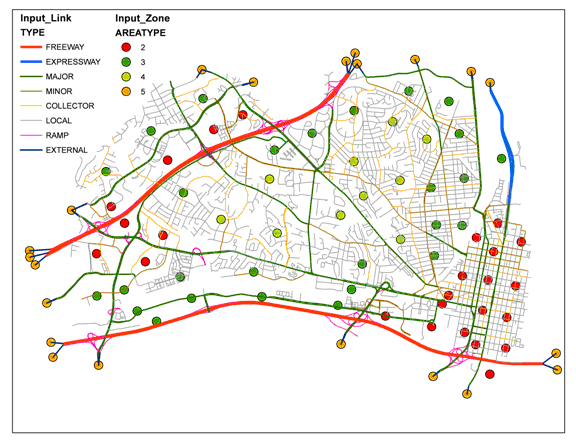 Input_Link
TYPE
FREEWAY
EXPRESSWAY
MAJOR
MINOR
COLLECTOR
LOCAL
RAMP
EXTERNAL
Input_Zone
AREATYPE
2
3
4
5